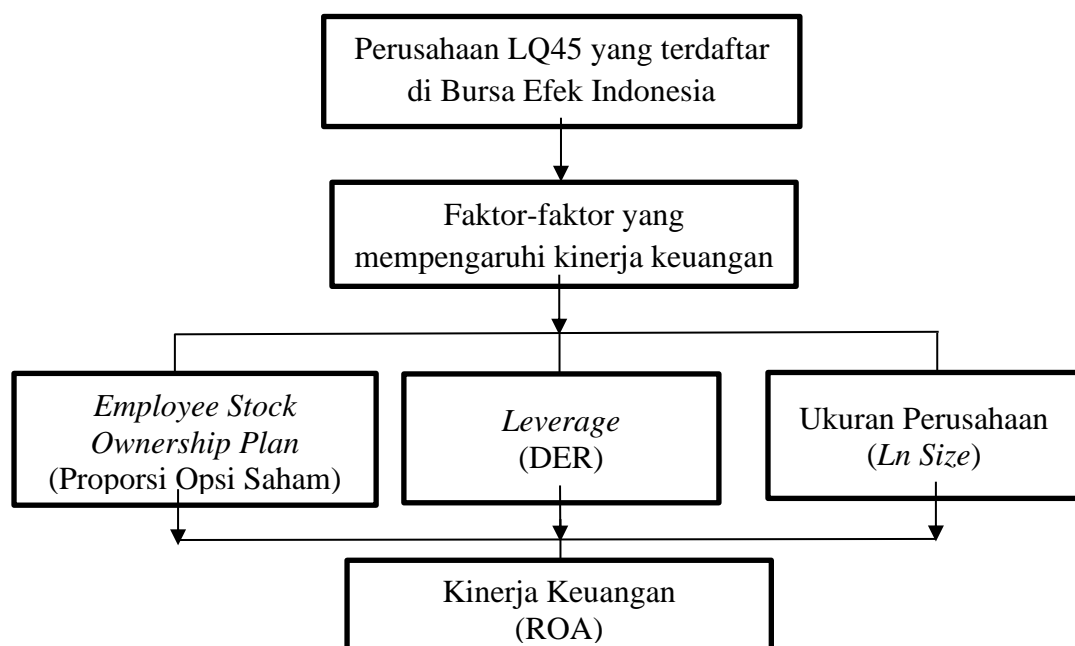 Perusahaan LQ45 yang terdaftar
di Bursa Efek Indonesia
Faktor-faktor yang
mempengaruhi kinerja keuangan
Employee Stock
Ownership Plan
(Proporsi Opsi Saham)
Leverage
(DER)
Ukuran Perusahaan
(Ln Size)
Kinerja Keuangan
(ROA)